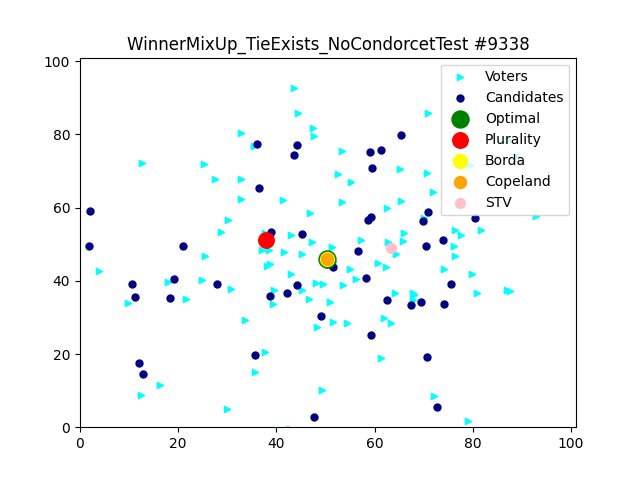 WinnerMixUp_TieExists_NoCondorcetTest #9338
100
80
60
40
20
0
0
20
40
60
80
100
Voters
Candidates
Optimal
Plurality
Borda
Copeland
STV